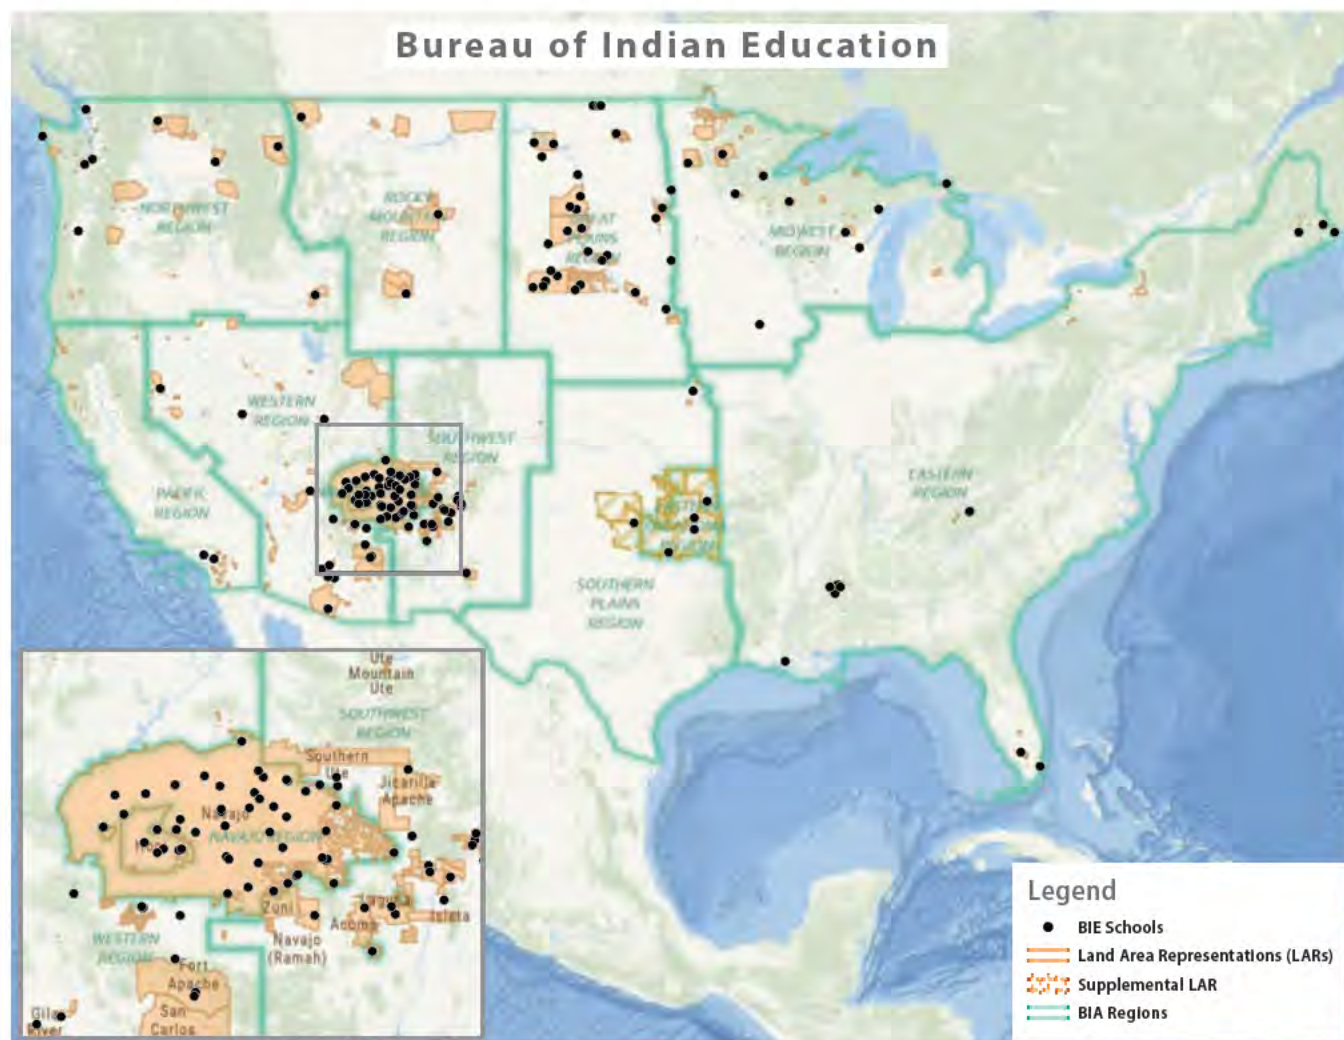 Bureau of Indian Education
NORTHWEST
REGION
ROCKY
MOUNTAIN
REGION
GREAT
PLAINS
REGION
MIDWEST
REGION
WESTERN
REGION
SOUTHWEST
REGION
PACIFIC
REGION
EASTERN
REGION
REGION
SOUTHERN
PLAINS
REGION
Ute
Mountain
Ute
SOUTHWEST
REGION
Southern
Ute
Jicarilla
Apache
Navajo
NAVAJO REGION
Hopi
Zuni
Laguna
Acoma
Isleta
Navajo
(Ramah)
WESTERN
REGION
Fort
Apache
San
Carlos
Gila
River
Legend
BIE Schools
Land Area Representations (LARs)
Supplemental LAR
BIA Regions